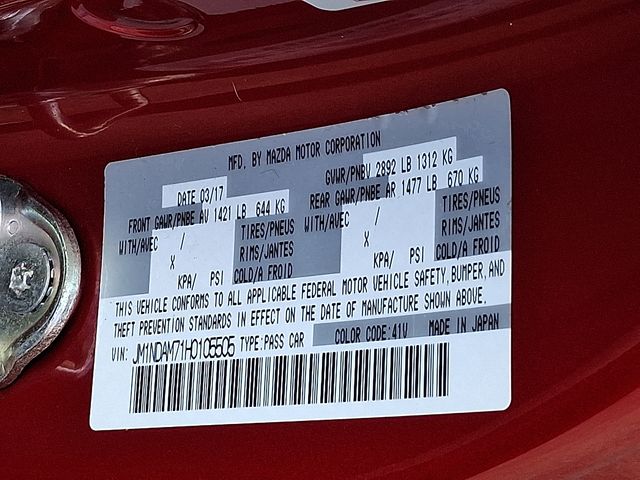 MFD. BY MAZDA MOTOR CORPORATION
DATE 03/17 GVWR/PNBV 2892 LB 1312 KG
FRONT GAWR/PNBE AV 1421 LB 644 KG REAR GAWR/PNBE AR 1477 LB 670 KG
WITH/AVEC / TIRES/PNEUS WITH/AVEC / TIRES/PNEUS
X RIMS/JANTES X RIMS/JANTES
KPA/ PSI COLD/A FROID KPA/ PSI COLD/A FROID
THIS VEHICLE CONFORMS TO ALL APPLICABLE FEDERAL MOTOR VEHICLE SAFETY, BUMPER, AND
THEFT PREVENTION STANDARDS IN EFFECT ON THE DATE OF MANUFACTURE SHOWN ABOVE.
COLOR CODE:41V MADE IN JAPAN
VIN: JM1NDAM71H0105505 TYPE:PASS CAR